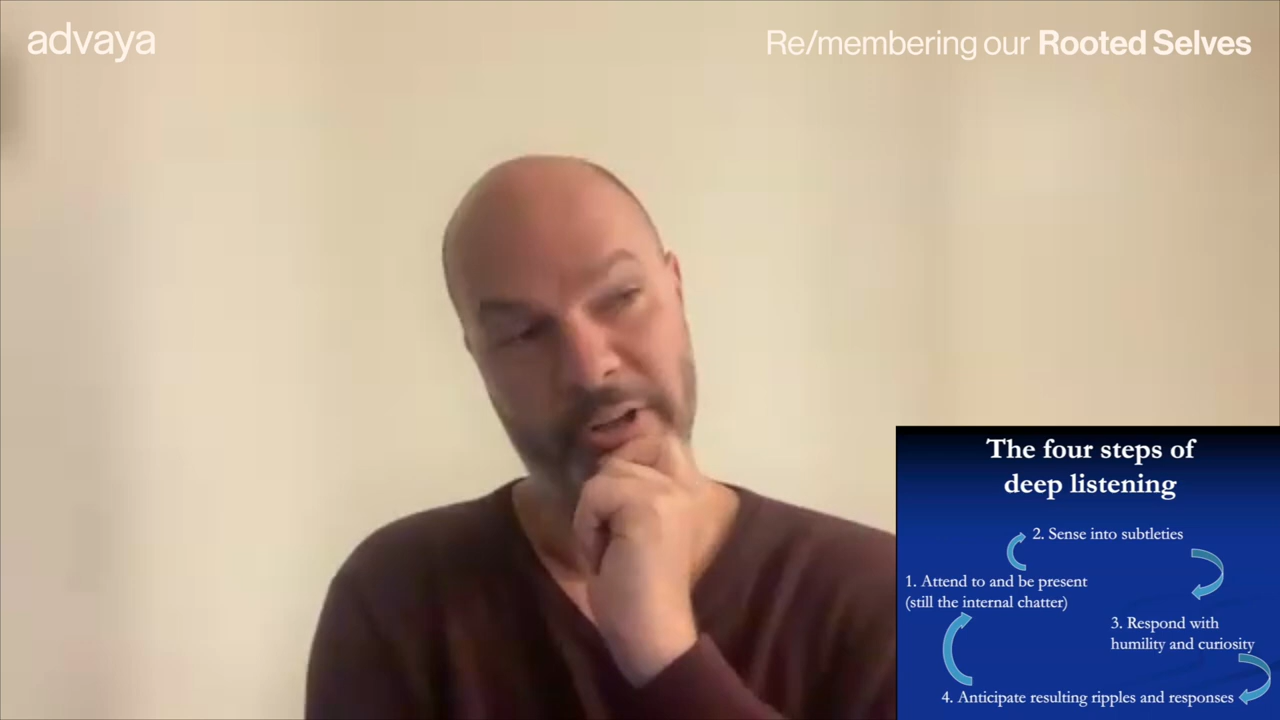 advaya
Re/membering our Rooted Selves
The four steps of
deep listening
2. Sense into subtleties
1. Attend to and be present
(still the internal chatter)
3. Respond with
humility and curiosity
4. Anticipate resulting ripples and responses